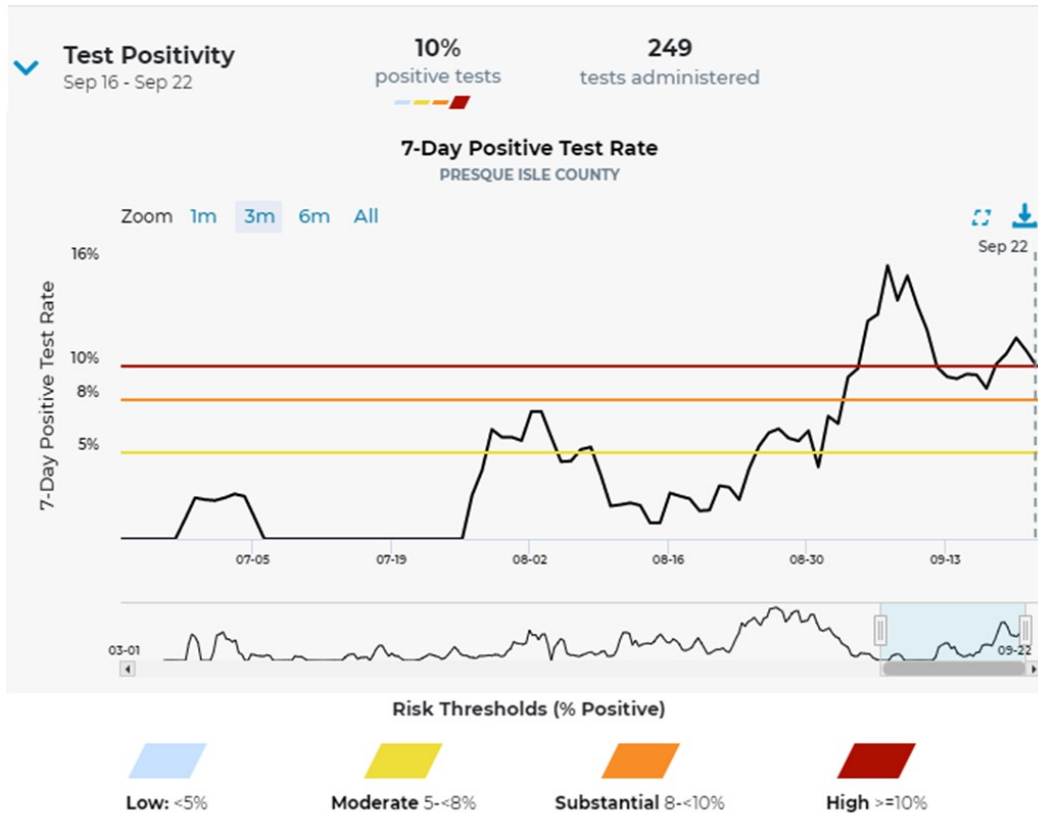 Test Positivity
Sep 16 - Sep 22
10%
positive tests
249
tests administered
7-Day Positive Test Rate
PRESQUE ISLE COUNTY
Zoom 1m 3m 6m All
Sep 22
7-Day Positive Test Rate
16%
10%
8%
5%
07-05 07-19 08-02 08-16 08-30 09-13
03-01
09-22
Risk Thresholds (% Positive)
Low: <5% Moderate 5-<8% Substantial 8-<10% High >=10%